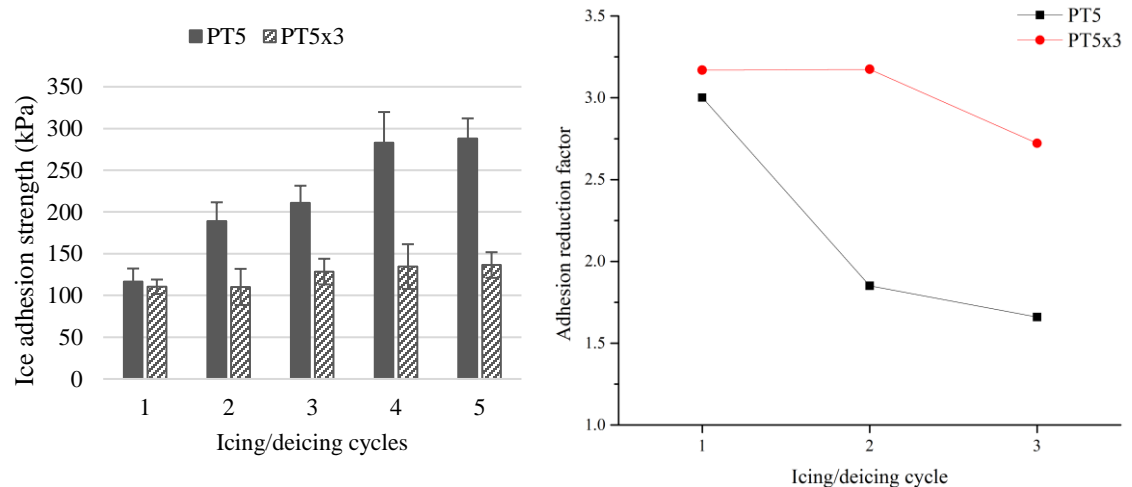 PT5 PT5x3
Ice adhesion strength (kPa)
350
300
250
200
150
100
50
0
1 2 3 4 5
Icing/deicing cycles
PT5
PT5x3
Adhesion reduction factor
3.5
3.0
2.5
2.0
1.5
1.0
1 2 3
Icing/deicing cycle